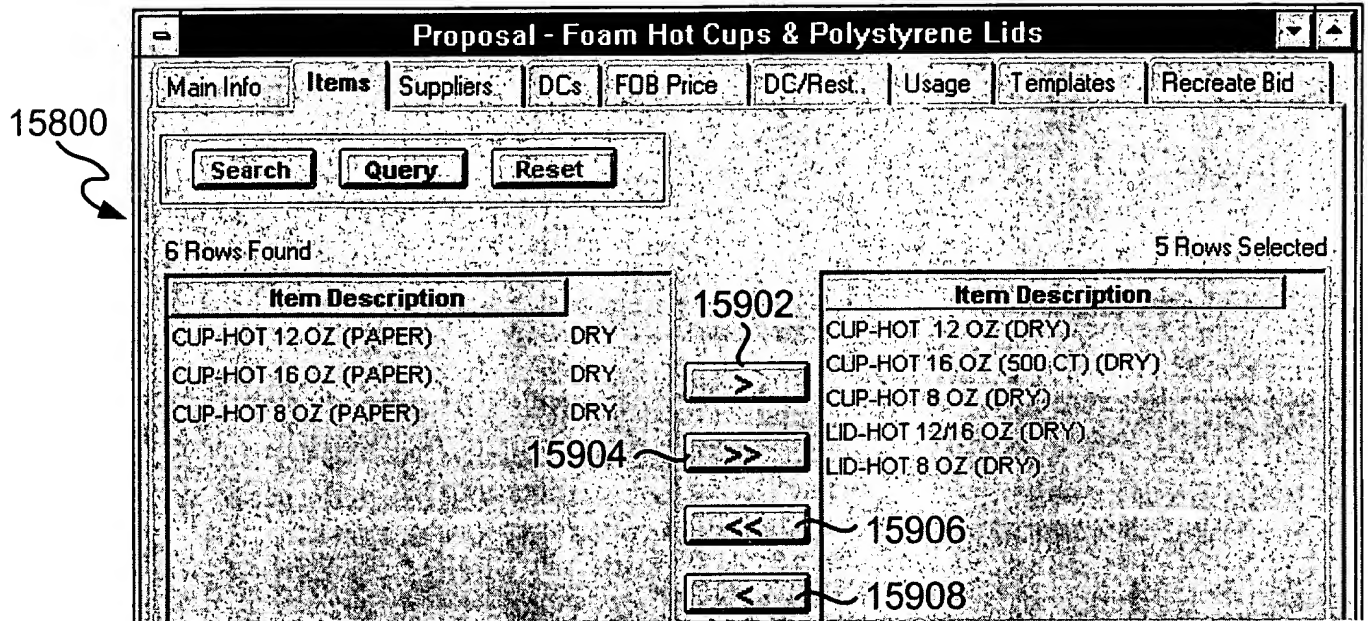 Proposal - Foam Hot Cups & Polystyrene Lids
Main Info Items Suppliers DCs FOB Price DC/Rest. Usage Templates Recreate Bid
15800
Search Query Reset
6 Rows Found 5 Rows Selected
Item Description 15902 Item Description
CUP-HOT 12 OZ (PAPER) DRY CUP-HOT 12 OZ (DRY)
CUP-HOT 16 OZ (PAPER) DRY > CUP-HOT 16 OZ (500 CT) (DRY)
CUP-HOT 8 OZ (PAPER) DRY CUP-HOT 8 OZ (DRY)
LID-HOT 12/16 OZ (DRY)
15904 >> LID-HOT 8 OZ (DRY)
<< 15906
< 15908